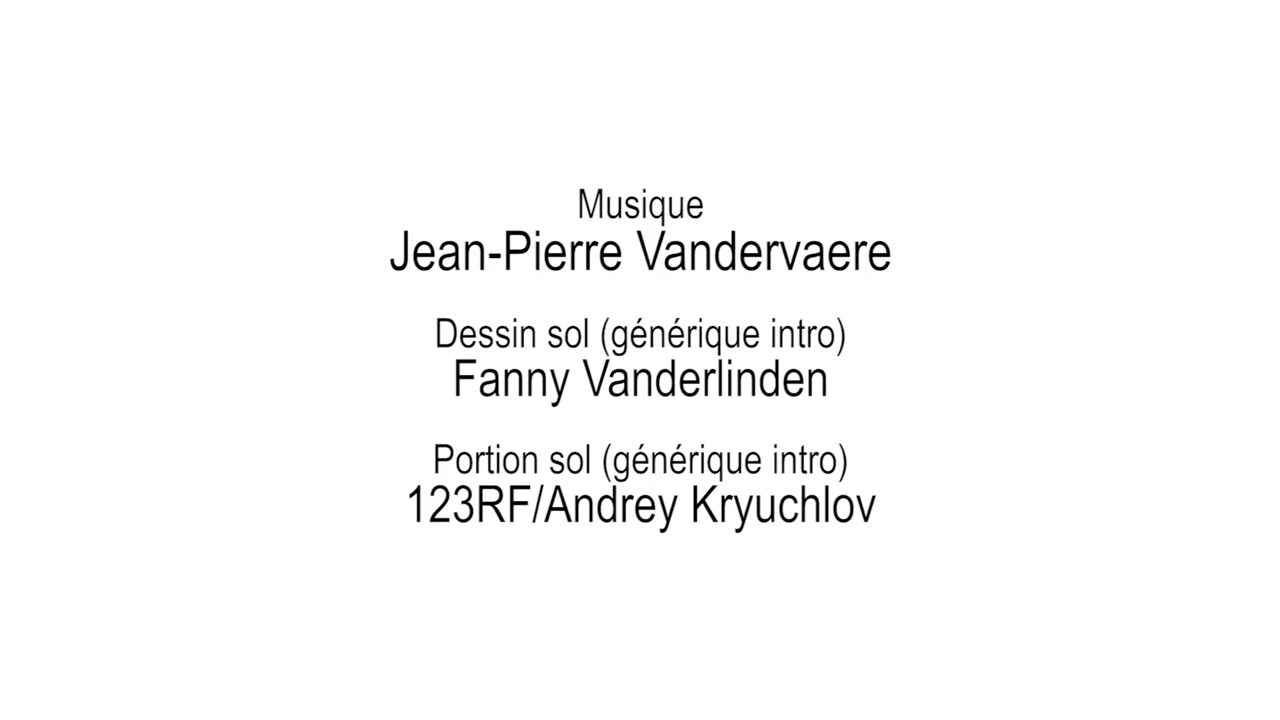 Musique
Jean-Pierre Vandervaere
Dessin sol (générique intro)
Fanny Vanderlinden
Portion sol (générique intro)
123RF/Andrey Kryuchlov